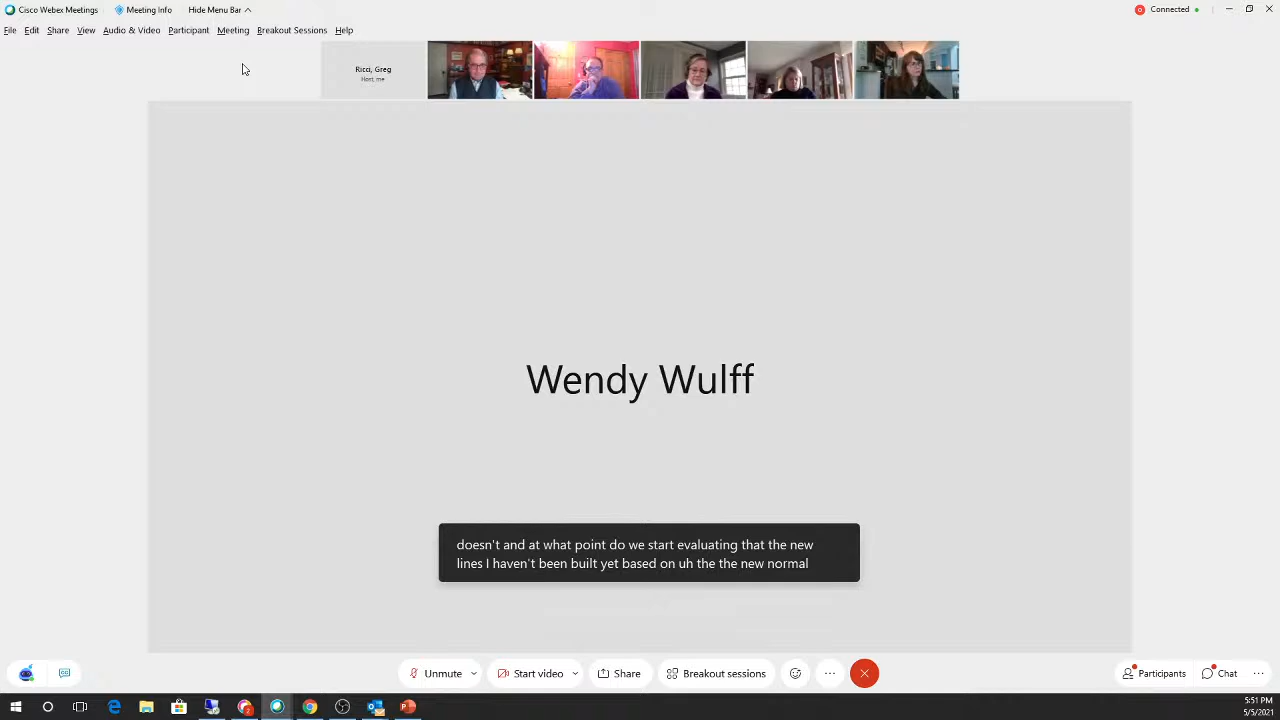 Cisco Webex Meetings
Meeting Info
Hide Menu Bar
Connected
File Edit Share View Audio & Video Participant Meeting Breakout Sessions Help
Ricci, Greg
Host, me
Wendy Wulff
doesn't and at what point do we start evaluating that the new
lines I haven't been built yet based on uh the the new normal
Unmute
Start video
Share
Breakout sessions
Participants
Chat
5:51 PM
5/5/2021